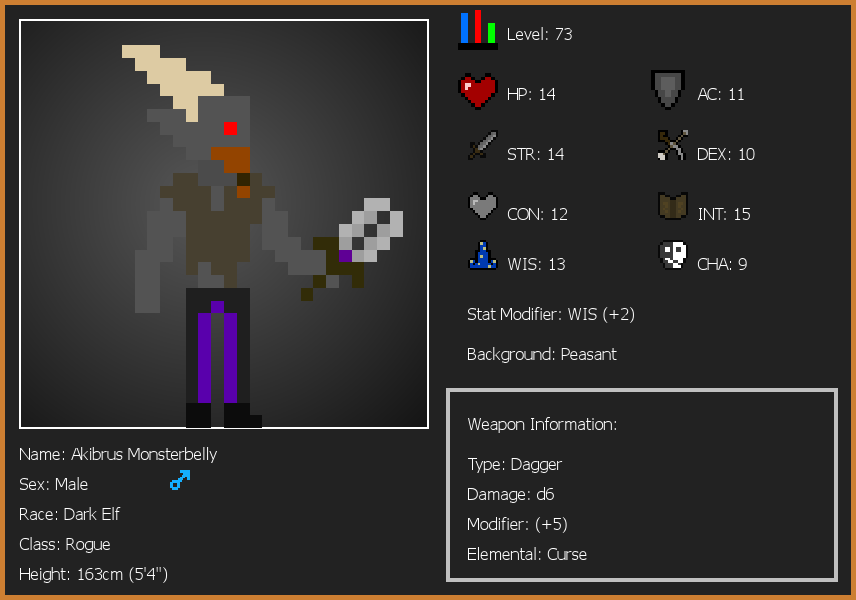 Level: 73
HP: 14
AC: 11
STR: 14
DEX: 10
CON: 12
INT: 15
WIS: 13
CHA: 9
Stat Modifier: WIS (+2)
Background: Peasant
Weapon Information:
Type: Dagger
Damage: d6
Modifier: (+5)
Elemental: Curse
Name: Akibrus Monsterbelly
Sex: Male
Race: Dark Elf
Class: Rogue
Height: 163cm (5'4")